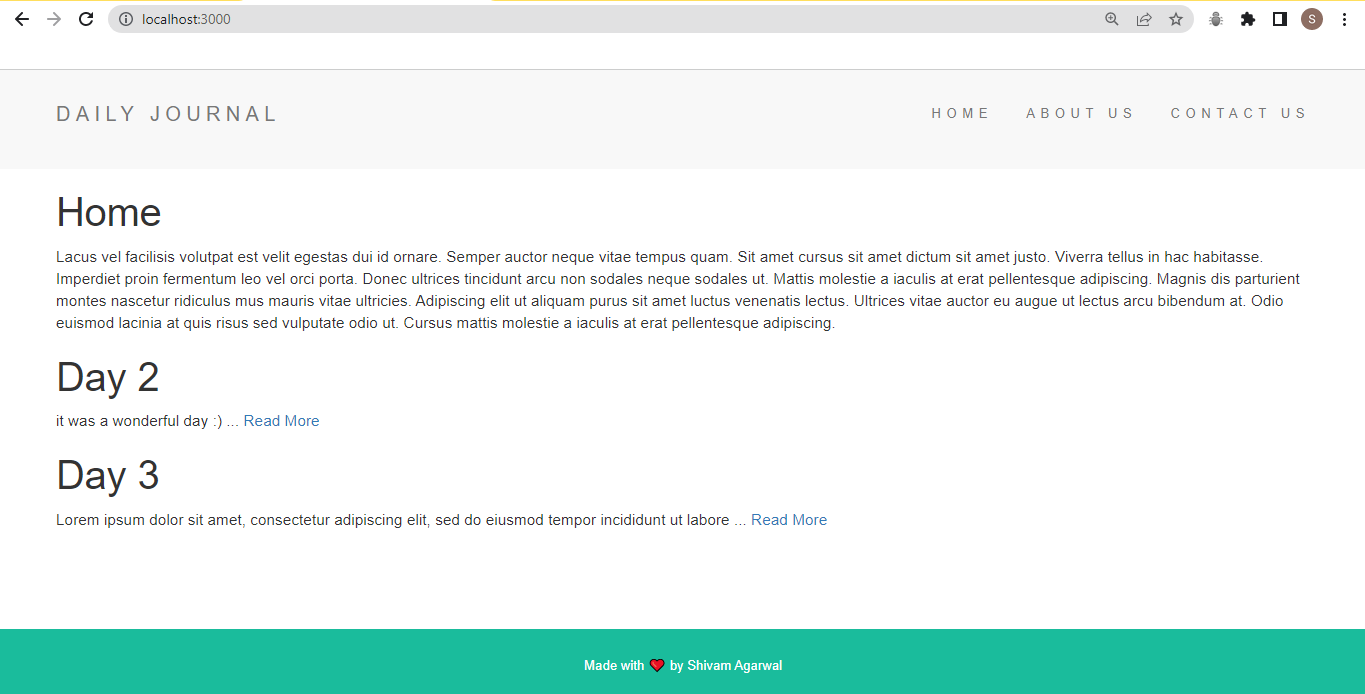 localhost:3000
S
DAILY JOURNAL
HOME ABOUT US CONTACT US
Home
Lacus vel facilisis volutpat est velit egestas dui id ornare. Semper auctor neque vitae tempus quam. Sit amet cursus sit amet dictum sit amet justo. Viverra tellus in hac habitasse.
Imperdiet proin fermentum leo vel orci porta. Donec ultrices tincidunt arcu non sodales neque sodales ut. Mattis molestie a iaculis at erat pellentesque adipiscing. Magnis dis parturient
montes nascetur ridiculus mus mauris vitae ultricies. Adipiscing elit ut aliquam purus sit amet luctus venenatis lectus. Ultrices vitae auctor eu augue ut lectus arcu bibendum at. Odio
euismod lacinia at quis risus sed vulputate odio ut. Cursus mattis molestie a iaculis at erat pellentesque adipiscing.
Day 2
it was a wonderful day :) ... Read More
Day 3
Lorem ipsum dolor sit amet, consectetur adipiscing elit, sed do eiusmod tempor incididunt ut labore ... Read More
Made with ❤ by Shivam Agarwal